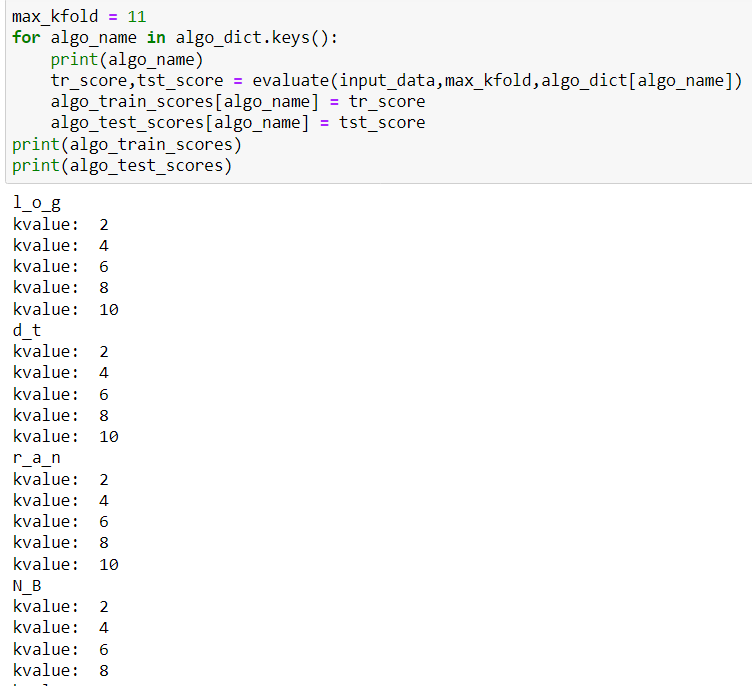 max_kfold = 11
for algo_name in algo_dict.keys():
    print(algo_name)
    tr_score,tst_score = evaluate(input_data,max_kfold,algo_dict[algo_name])
    algo_train_scores[algo_name] = tr_score
    algo_test_scores[algo_name] = tst_score
print(algo_train_scores)
print(algo_test_scores)
l_o_g
kvalue:  2
kvalue:  4
kvalue:  6
kvalue:  8
kvalue:  10
d_t
kvalue:  2
kvalue:  4
kvalue:  6
kvalue:  8
kvalue:  10
r_a_n
kvalue:  2
kvalue:  4
kvalue:  6
kvalue:  8
kvalue:  10
N_B
kvalue:  2
kvalue:  4
kvalue:  6
kvalue:  8